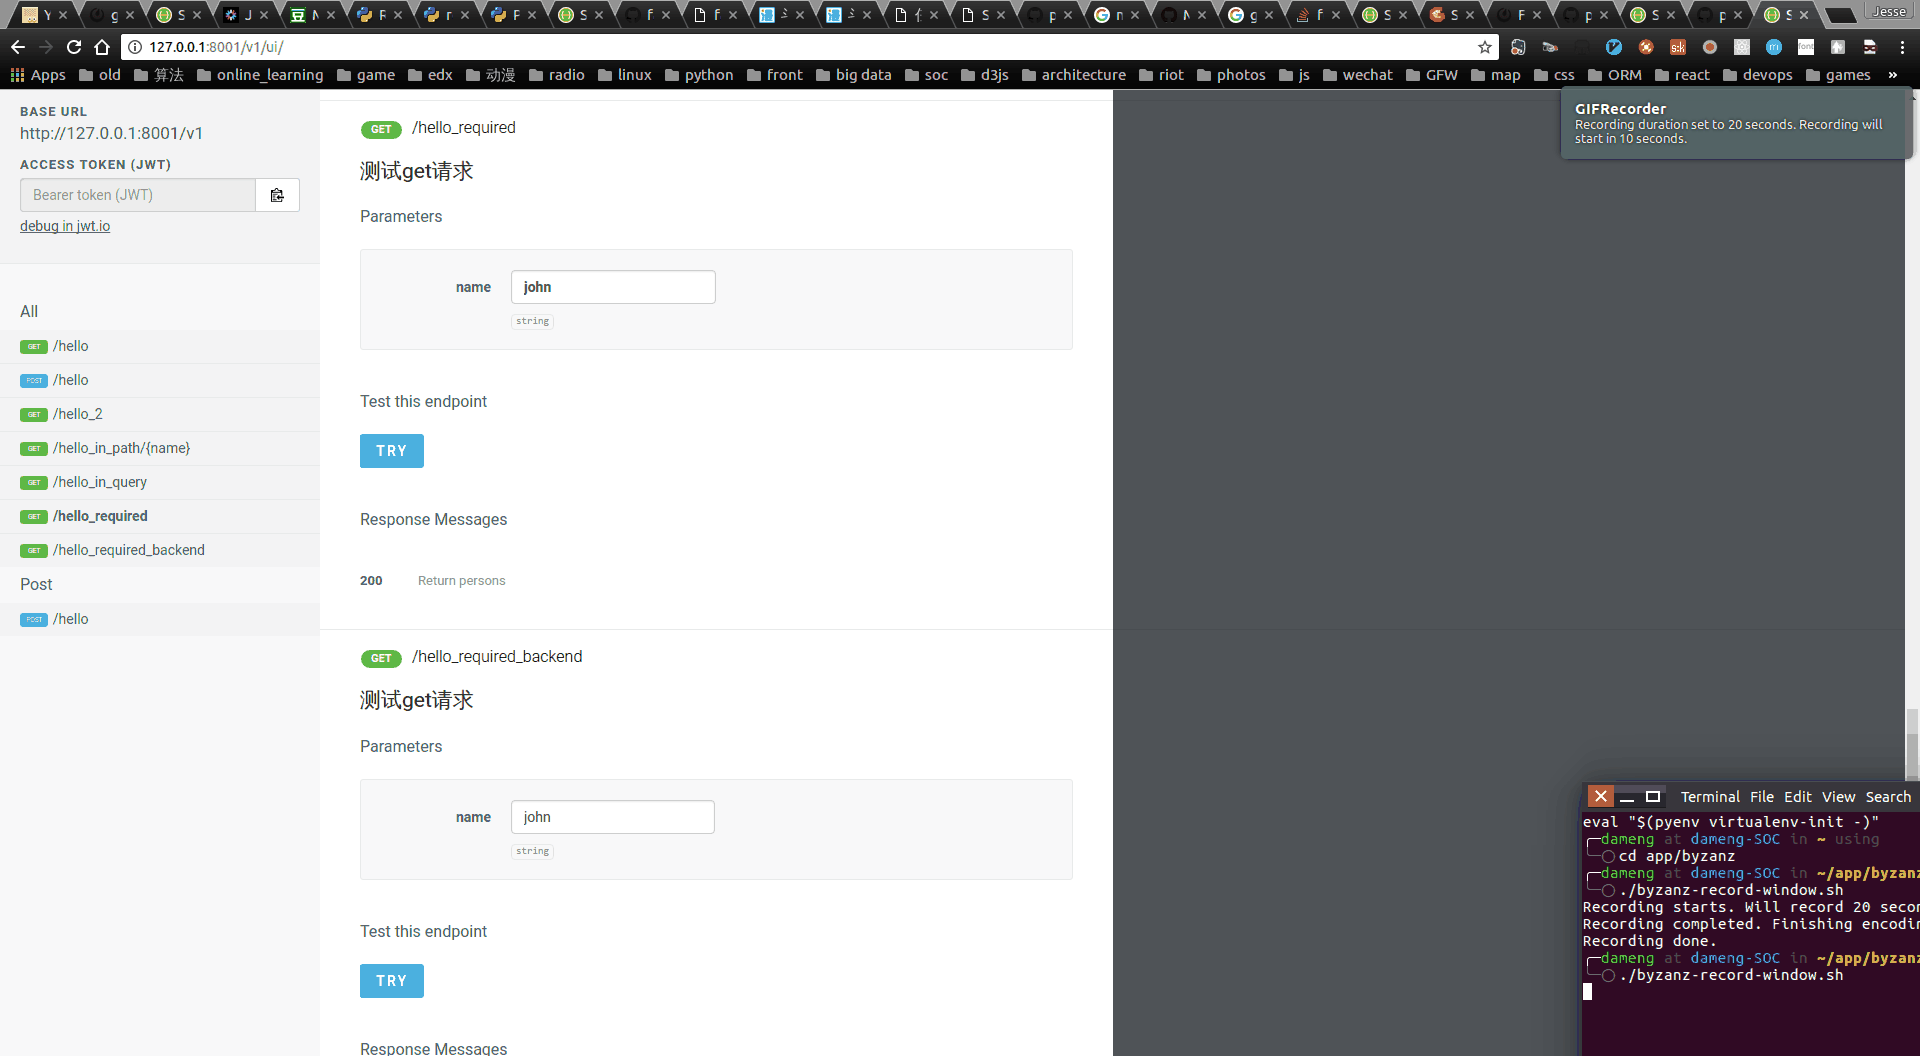 Jesse
127.0.0.1:8001/v1/ui/
Apps old 算法 online_learning game edx 动漫 radio linux python front big data soc d3js architecture riot photos js wechat GFW map css ORM react devops games »
GIFRecorder
Recording duration set to 20 seconds. Recording will
start in 10 seconds.
BASE URL
http://127.0.0.1:8001/v1
ACCESS TOKEN (JWT)
Bearer token (JWT)
debug in jwt.io
All
GET /hello
POST /hello
GET /hello_2
GET /hello_in_path/{name}
GET /hello_in_query
GET /hello_required
GET /hello_required_backend
Post
POST /hello
GET /hello_required
测试get请求
Parameters
name john
string
Test this endpoint
TRY
Response Messages
200 Return persons
GET /hello_required_backend
测试get请求
Parameters
name john
string
Test this endpoint
TRY
Response Messages
Terminal File Edit View Search
eval "$(pyenv virtualenv-init -)"
dameng at dameng-SOC in ~ using
cd app/byzanz
dameng at dameng-SOC in ~/app/byzanz
./byzanz-record-window.sh
Recording starts. Will record 20 secon
Recording completed. Finishing encodin
Recording done.
dameng at dameng-SOC in ~/app/byzanz
./byzanz-record-window.sh